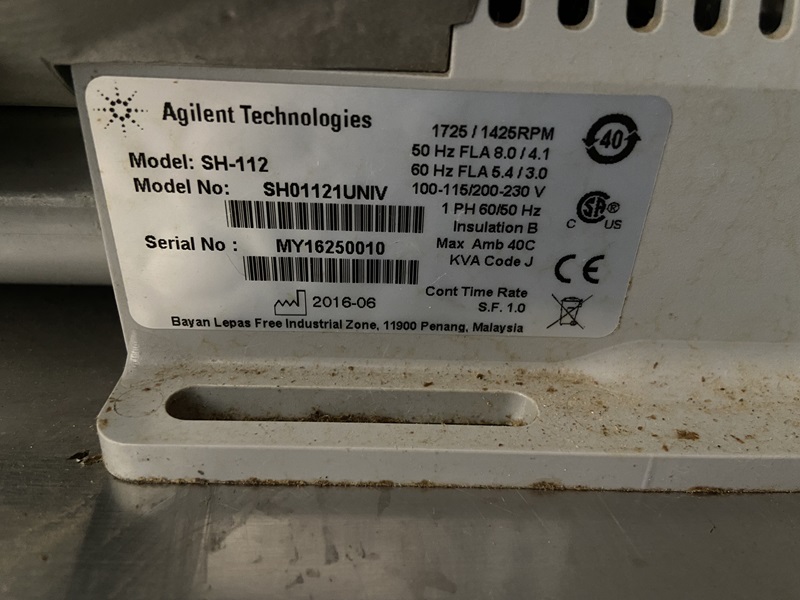 Agilent Technologies
Model: SH-112
Model No: SH01121UNIV
Serial No : MY16250010
2016-06
Bayan Lepas Free Industrial Zone, 11900 Penang, Malaysia
1725 / 1425RPM
50 Hz FLA 8.0 / 4.1
60 Hz FLA 5.4 / 3.0
100-115/200-230 V
1 PH 60/50 Hz
Insulation B
Max Amb 40C
KVA Code J
Cont Time Rate
S.F. 1.0
40
C SA ® US
CE